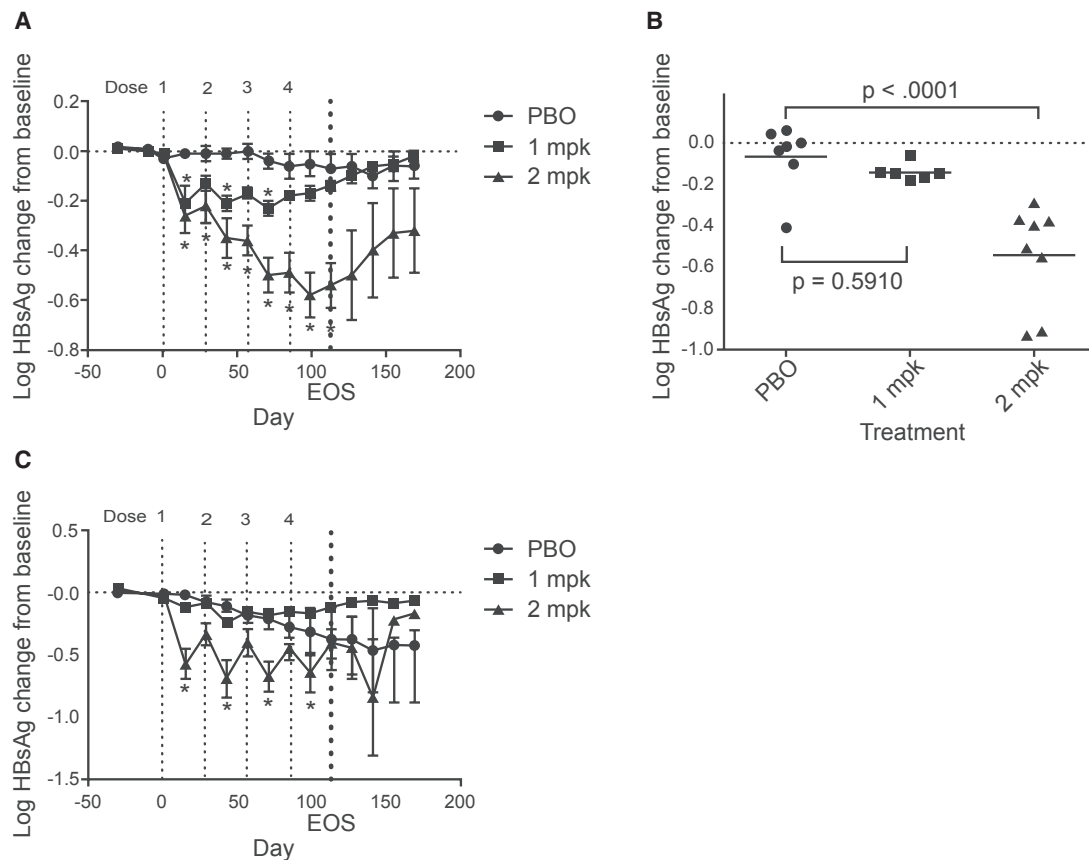 A
Log HBsAg change from baseline
Dose 1 2 3 4
0.2
0.0
-0.2
-0.4
-0.6
-0.8
-50 0 50 100 150 200
EOS
Day
PBO
1 mpk
2 mpk
* * *
* * * * * * * *
B
Log HBsAg change from baseline
p < .0001
0.0
-0.2
-0.4
-0.6
-0.8
-1.0
p = 0.5910
PBO 1 mpk 2 mpk
Treatment
C
Log HBsAg change from baseline
Dose 1 2 3 4
0.5
-0.0
-0.5
-1.0
-1.5
* * * *
-50 0 50 100 150 200
EOS
Day
PBO
1 mpk
2 mpk